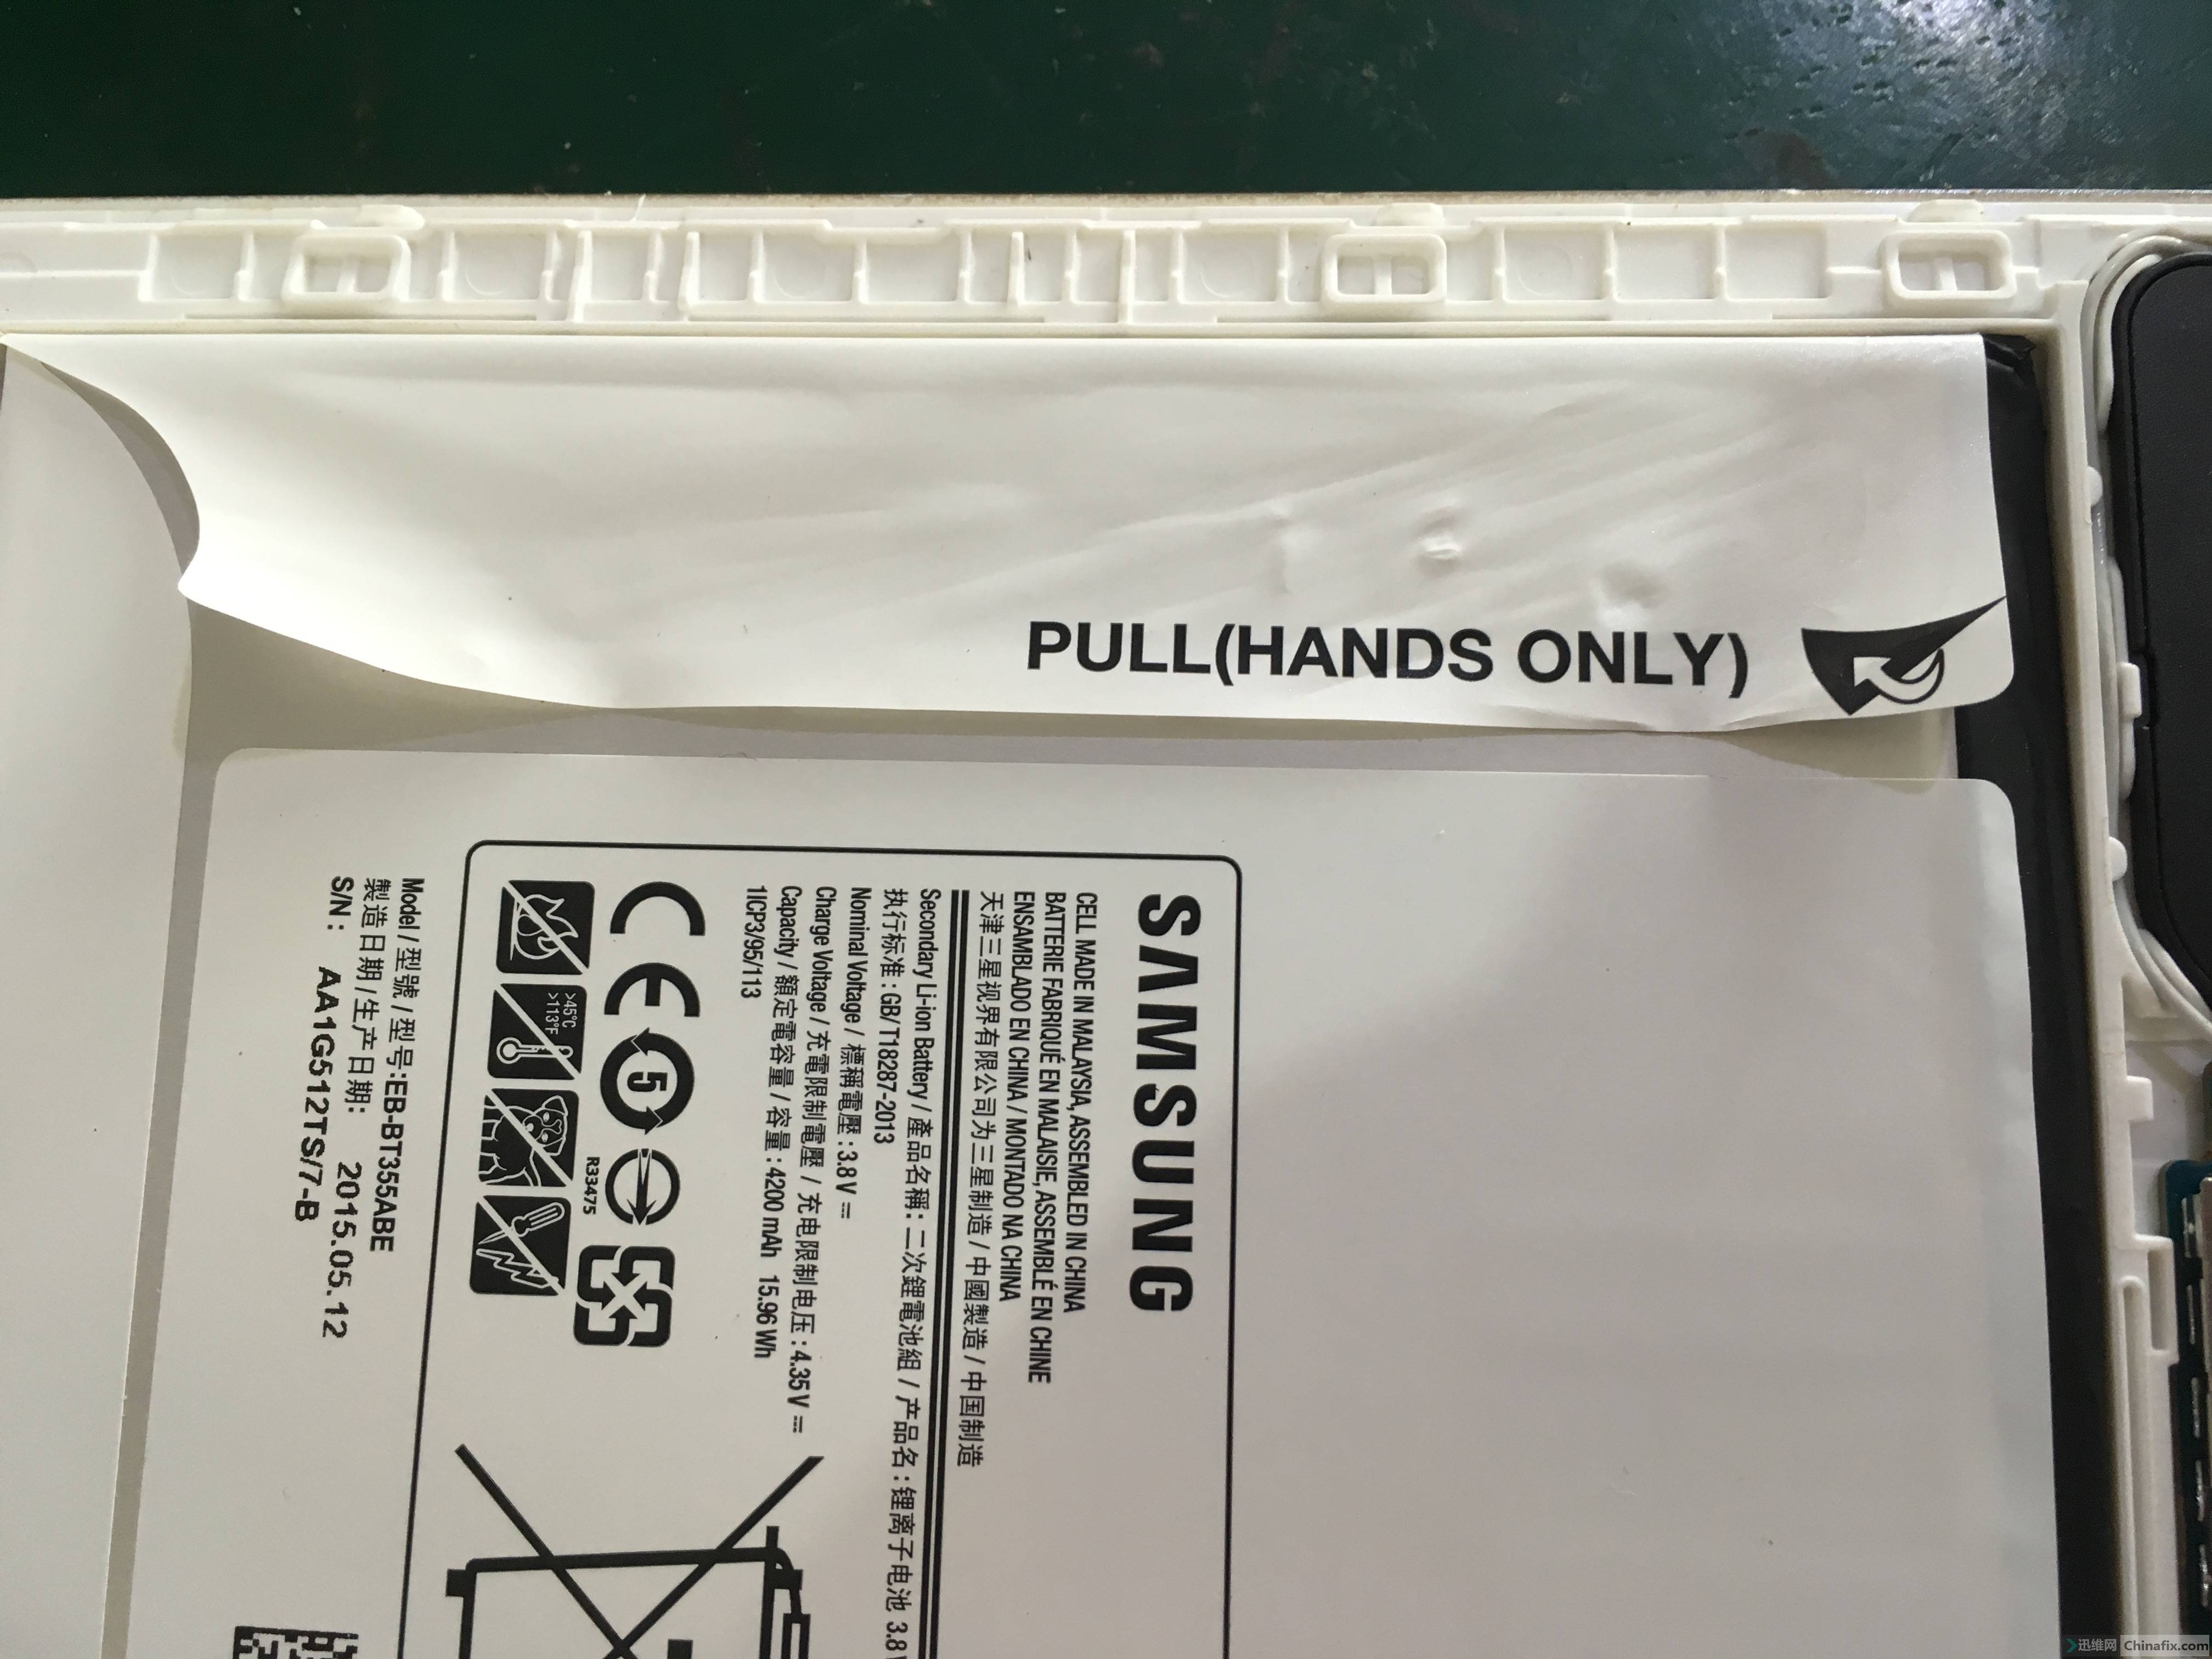 PULL(HANDS ONLY)
SAMSUNG
CELL MADE IN MALAYSIA, ASSEMBLED IN CHINA
BATTERIE FABRIQUÉ EN MALAISIE, ASSEMBLÉ EN CHINE
ENSAMBLADO EN CHINA / MONTADO NA CHINA
天津三星视界有限公司为三星制造 / 中國製造 / 中国制造
Secondary Li-ion Battery / 產品名稱: 二次鋰電池組 / 产品名: 锂离子电池 3.8V
执行标准: GB/T18287-2013
Nominal Voltage / 標稱電壓: 3.8V ⎓
Charge Voltage / 充電限制電壓 / 充电限制电压: 4.35V ⎓
Capacity / 額定電容量 / 容量: 4200 mAh 15.96 Wh
1ICP3/95/113
CE
5
R33475
>45°C
>113°F
Model / 型號 / 型号:EB-BT355ABE
製造日期/生产日期: 2015.05.12
S/N: AA1G512TS/7-B
迅维网 Chinafix.com